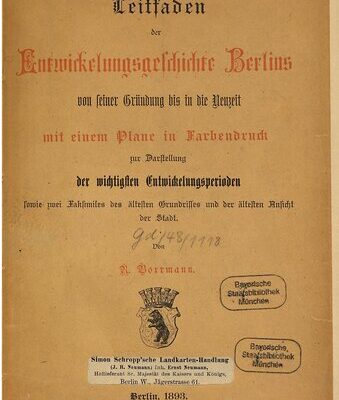 Leitfaden
der
Entwickelungsgeschichte Berlins
von seiner Gründung bis in die Neuzeit
mit einem Plane in Farbendruck
zur Darstellung
der wichtigsten Entwickelungsperioden
sowie zwei Faksimiles des ältesten Grundrisses und der ältesten Ansicht
der Stadt.
Gd 748/1118
Von
R. Borrmann.
Bayerische
Staatsbibliothek
München
Simon Schropp'sche Landkarten-Handlung
(J. H. Neumann) Inh. Ernst Neumann,
Hoflieferant Sr. Majestät des Kaisers und Königs,
Berlin W., Jägerstrasse 61.
Bayerische
Staatsbibliothek
München
Berlin, 1893.